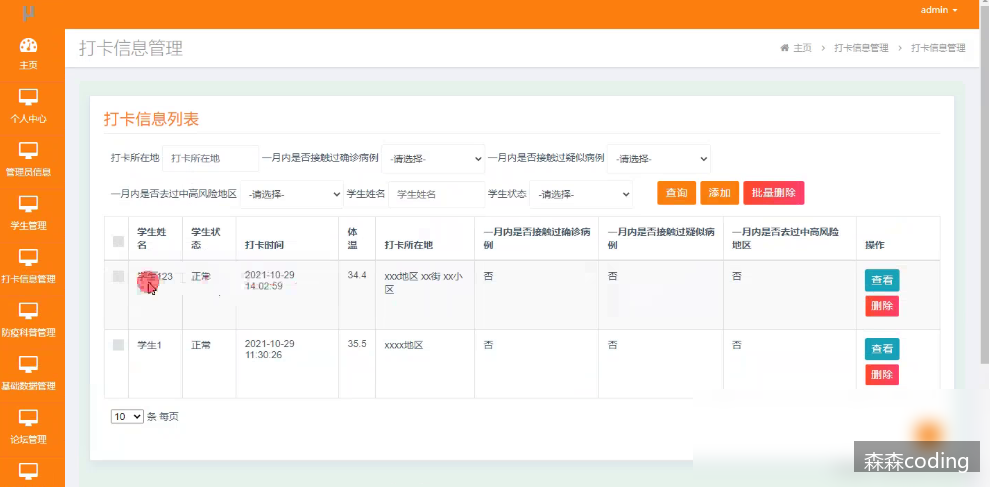 μ
admin
主页
个人中心
管理员信息
学生管理
打卡信息管理
防疫科普管理
基础数据管理
论坛管理
打卡信息管理
主页 > 打卡信息管理 > 打卡信息管理
打卡信息列表
打卡所在地 打卡所在地 一月内是否接触过确诊病例 -请选择- 一月内是否接触过疑似病例 -请选择-
一月内是否去过中高风险地区 -请选择- 学生姓名 学生姓名 学生状态 -请选择- 查询 添加 批量删除
学生姓名 学生状态 打卡时间 体温 打卡所在地 一月内是否接触过确诊病例 一月内是否接触过疑似病例 一月内是否去过中高风险地区 操作
学生123 正常 2021-10-29 14:02:59 34.4 xxx地区 xx街 xx小区 否 否 否 查看
删除
学生1 正常 2021-10-29 11:30:26 35.5 xxxx地区 否 否 否 查看
删除
10 条 每页
森森coding